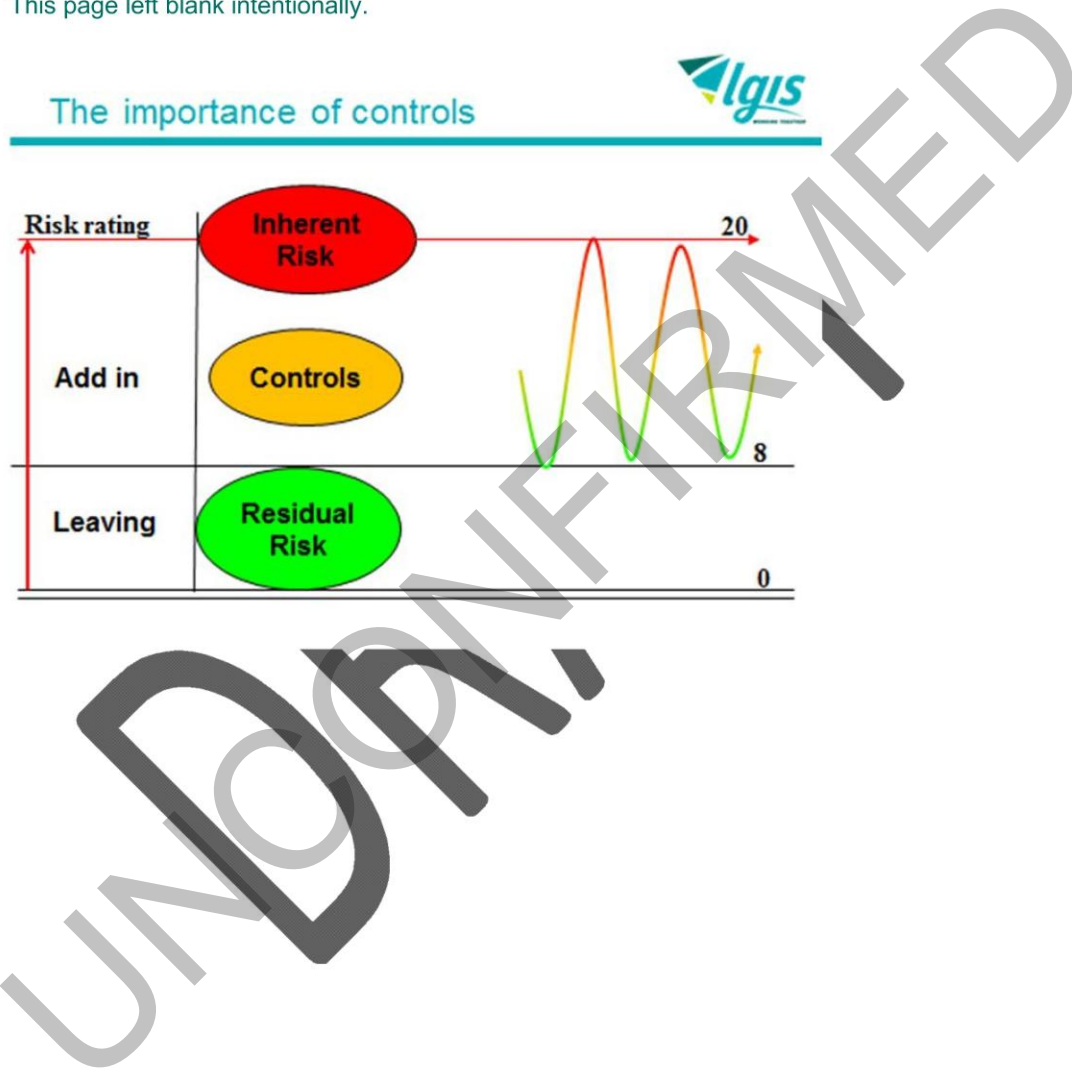 This page left blank intentionally.
lgis
The importance of controls
Risk rating
Inherent
Risk
20
Add in
Controls
8
Leaving
Residual
Risk
0
UNCONFIRMED